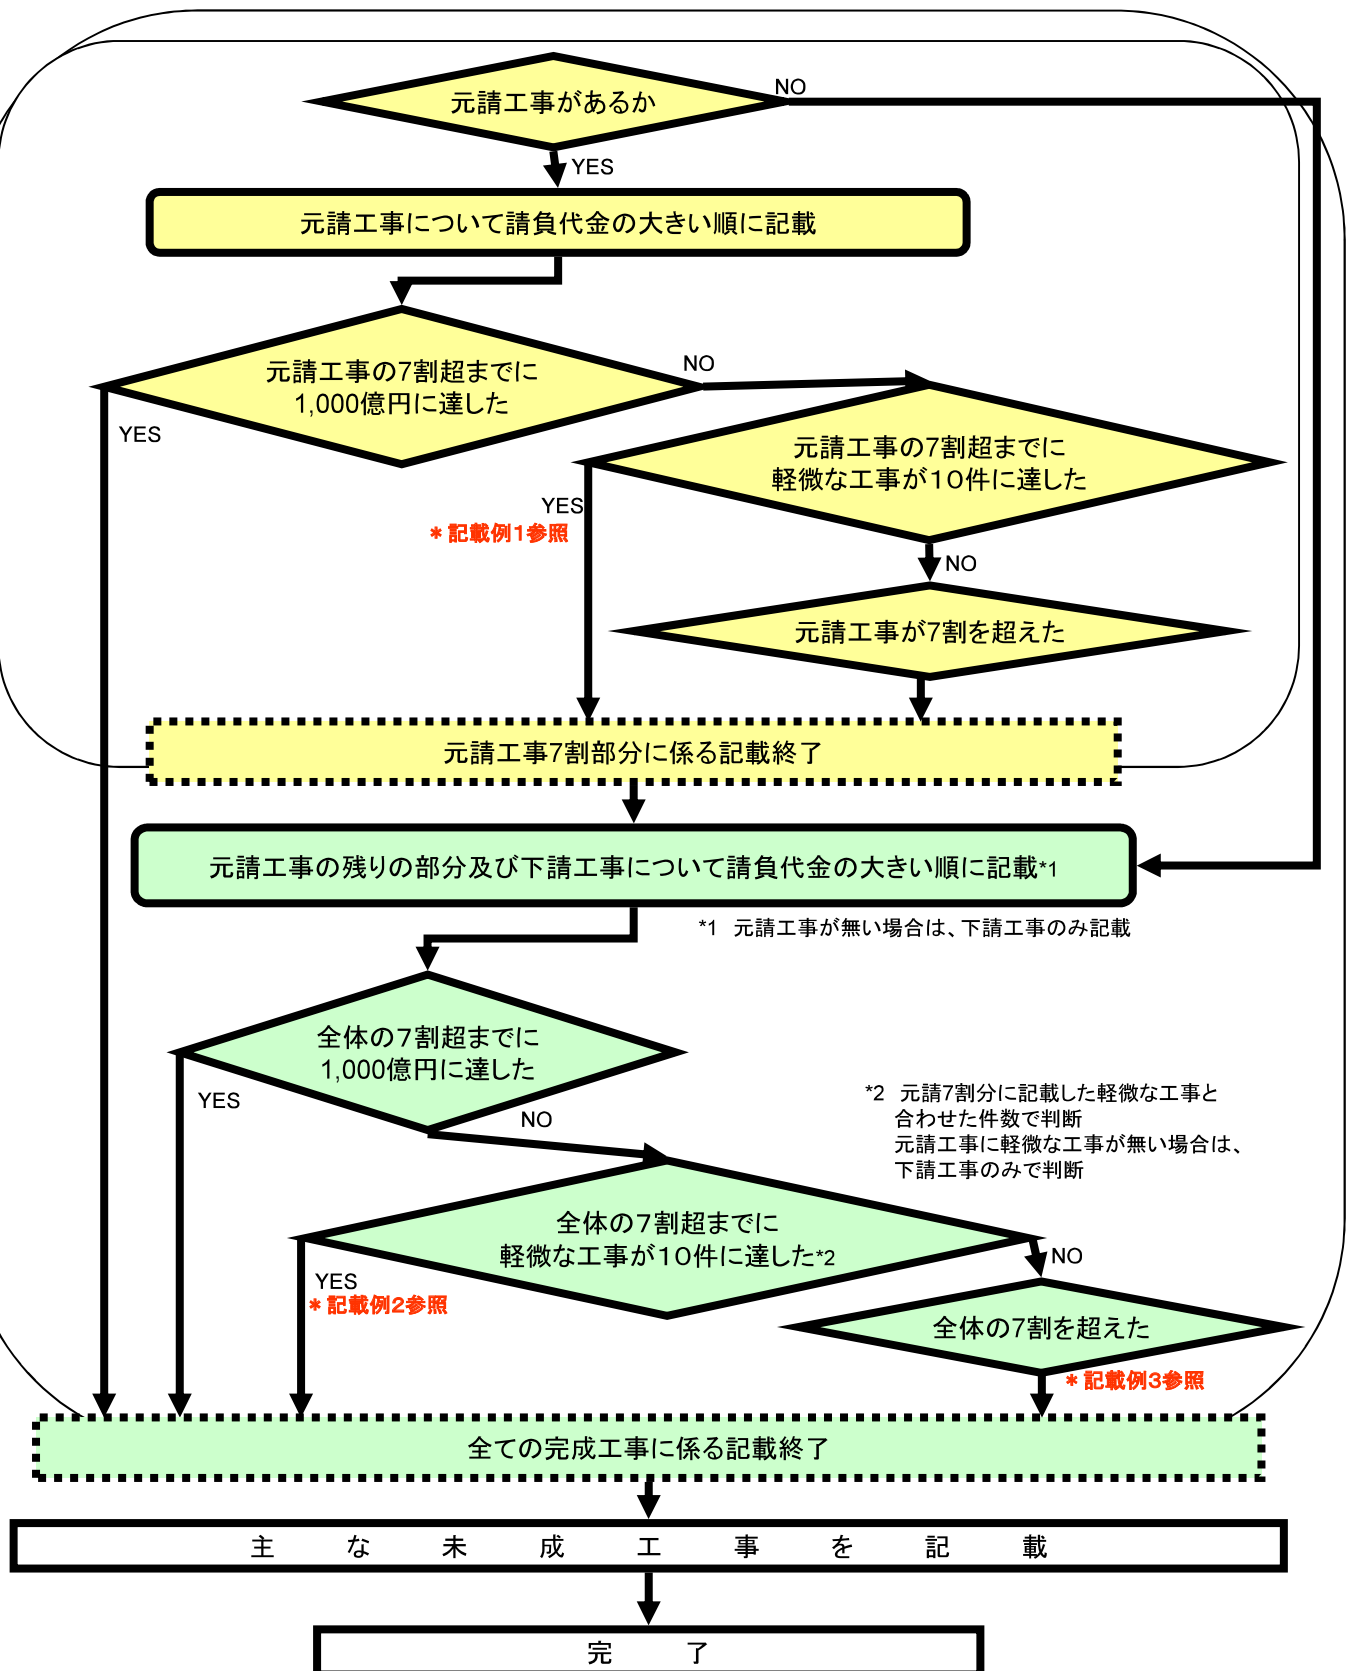 元請工事があるか
NO
YES
元請工事について請負代金の大きい順に記載
元請工事の7割超までに
1,000億円に達した
NO
YES
元請工事の7割超までに
軽微な工事が10件に達した
YES
＊記載例1参照
NO
元請工事が7割を超えた
元請工事7割部分に係る記載終了
元請工事の残りの部分及び下請工事について請負代金の大きい順に記載*1
*1　元請工事が無い場合は、下請工事のみ記載
全体の7割超までに
1,000億円に達した
YES
NO
*2　元請7割分に記載した軽微な工事と
合わせた件数で判断
元請工事に軽微な工事が無い場合は、
下請工事のみで判断
全体の7割超までに
軽微な工事が10件に達した*2
YES
＊記載例2参照
NO
全体の7割を超えた
＊記載例3参照
全ての完成工事に係る記載終了
主　な　未　成　工　事　を　記　載
完　了